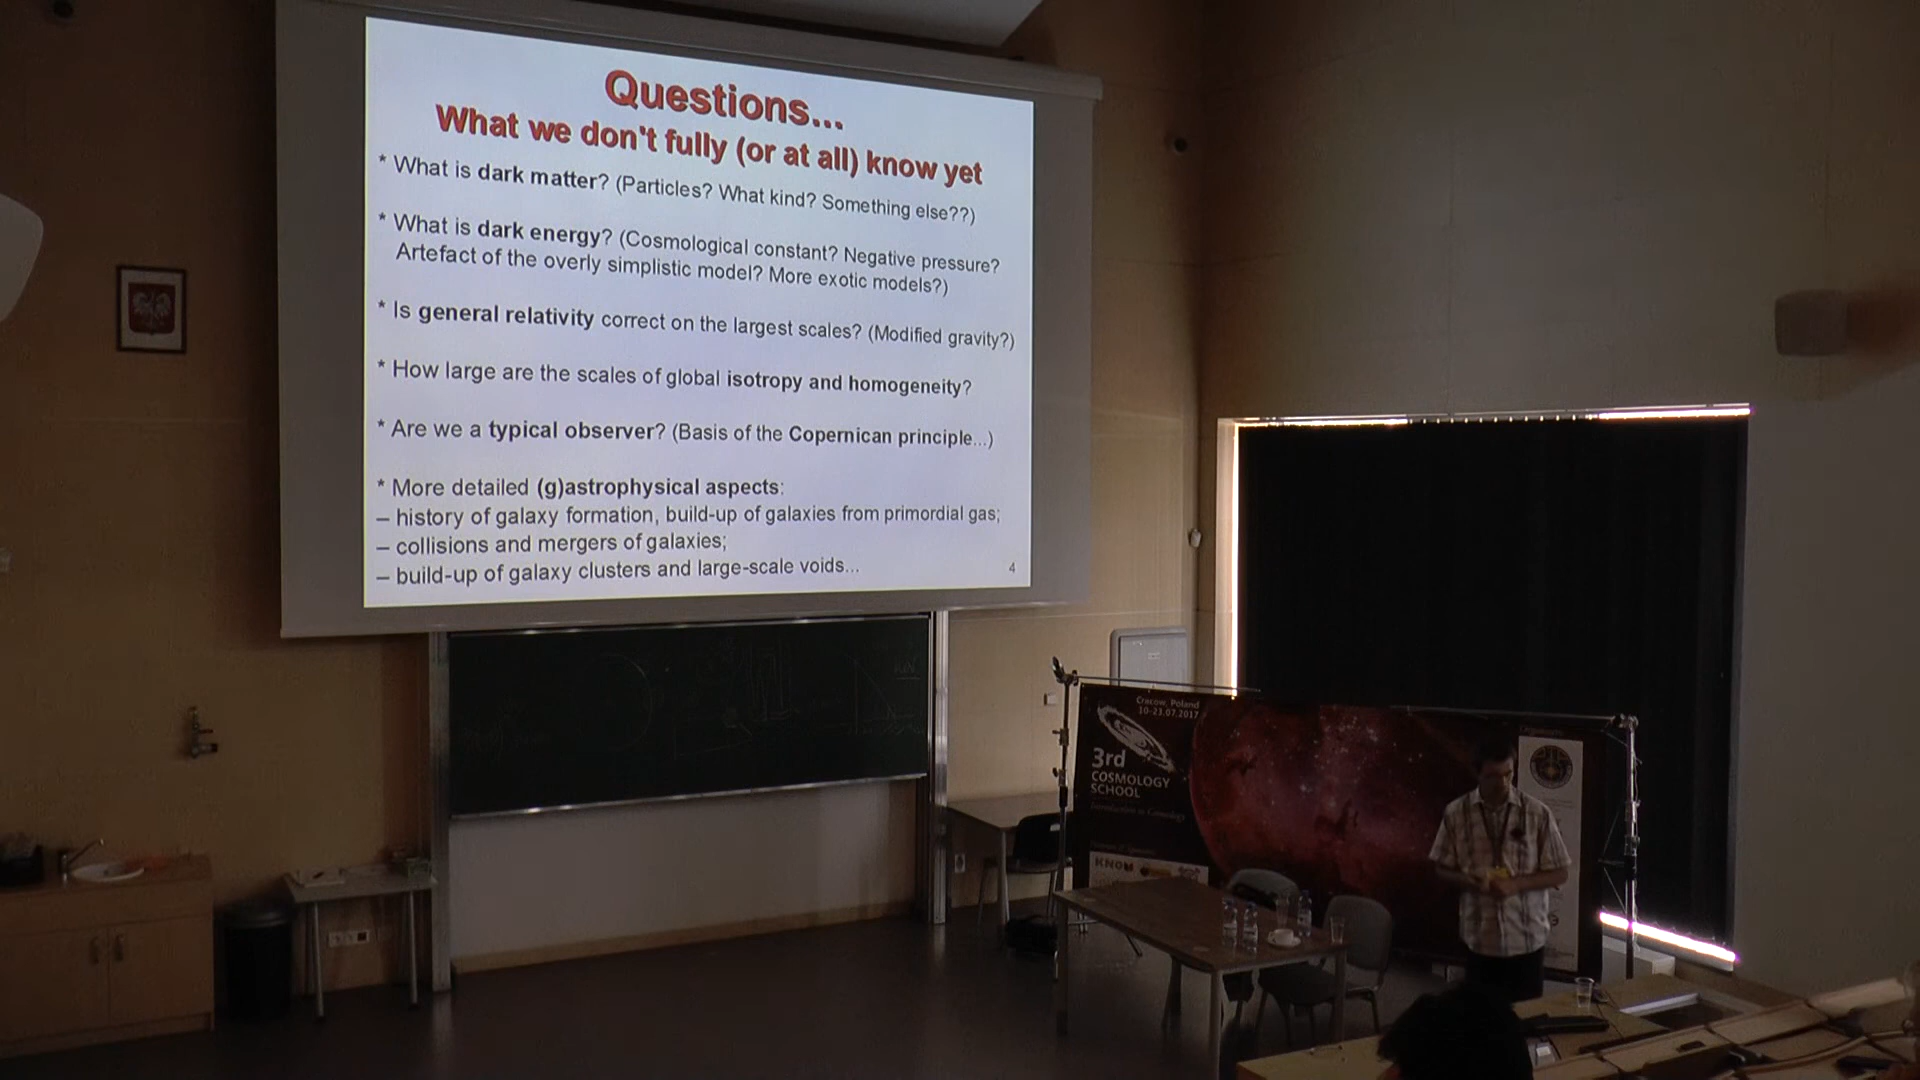 Questions...
What we don't fully (or at all) know yet
* What is dark matter? (Particles? What kind? Something else??)
* What is dark energy? (Cosmological constant? Negative pressure?
Artefact of the overly simplistic model? More exotic models?)
* Is general relativity correct on the largest scales? (Modified gravity?)
* How large are the scales of global isotropy and homogeneity?
* Are we a typical observer? (Basis of the Copernican principle...)
* More detailed (g)astrophysical aspects:
– history of galaxy formation, build-up of galaxies from primordial gas;
– collisions and mergers of galaxies;
– build-up of galaxy clusters and large-scale voids...
4
Cracow, Poland
10-23.07.2017
3rd
COSMOLOGY
SCHOOL
Introduction to Cosmology
KNOW